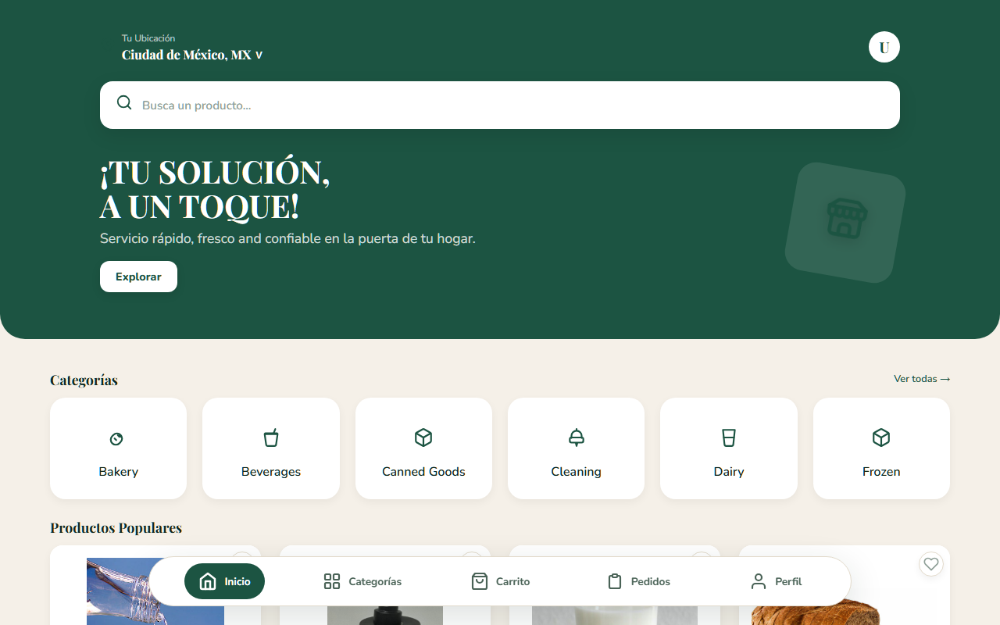 Tu Ubicación
Ciudad de México, MX v
U
Busca un producto...
¡TU SOLUCIÓN,
A UN TOQUE!
Servicio rápido, fresco and confiable en la puerta de tu hogar.
Explorar
Categorías
Ver todas →
Bakery
Beverages
Canned Goods
Cleaning
Dairy
Frozen
Productos Populares
Inicio
Categorías
Carrito
Pedidos
Perfil